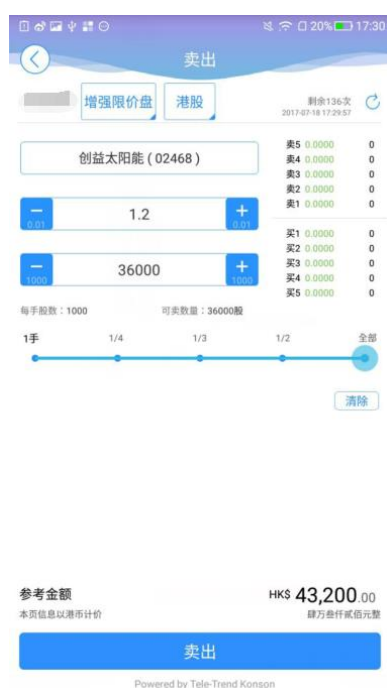 20% 17:30
卖出
增强限价盘 港股 剩余136次
2017-07-18 17:29:57
创益太阳能 ( 02468 )
卖5 0.0000 0
卖4 0.0000 0
卖3 0.0000 0
卖2 0.0000 0
卖1 0.0000 0
− 1.2 +
0.01 0.01
买1 0.0000 0
买2 0.0000 0
买3 0.0000 0
买4 0.0000 0
买5 0.0000 0
− 36000 +
1000 1000
每手股数：1000 可卖数量：36000股
1手 1/4 1/3 1/2 全部
清除
参考金额 HK$ 43,200.00
本页信息以港币计价 肆万叁仟贰佰元整
卖出
Powered by Tele-Trend Konson